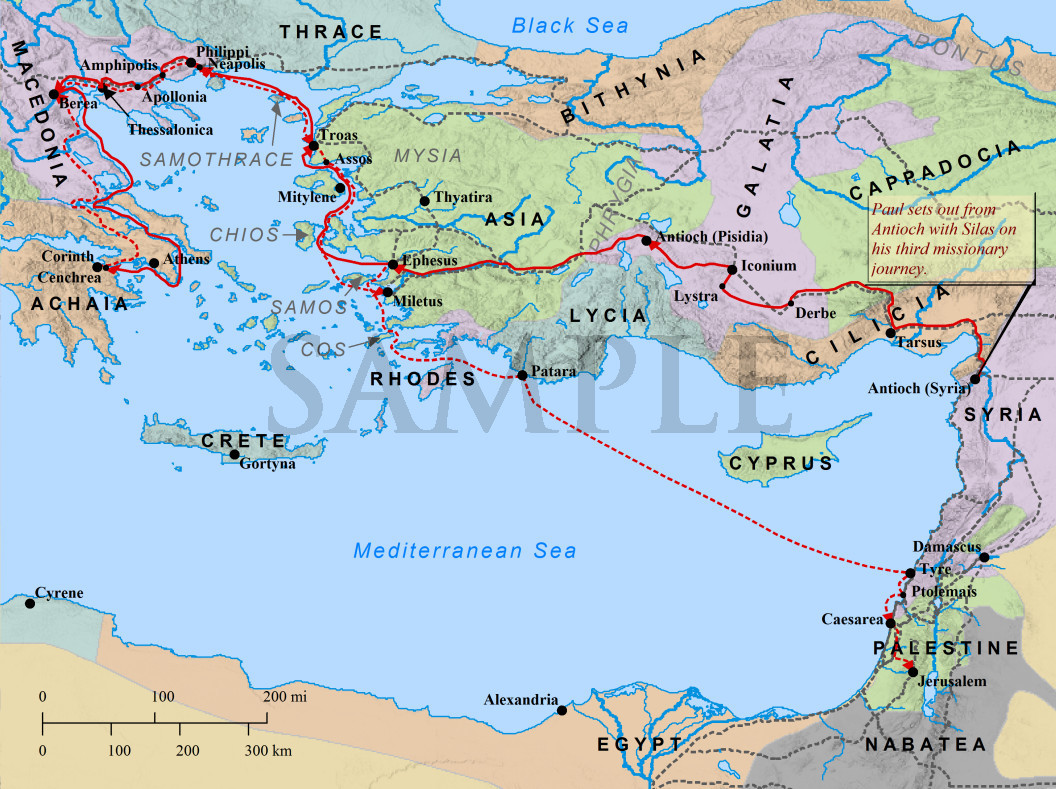 Black Sea
THRACE
MACEDONIA
Philippi
Neapolis
Amphipolis
Apollonia
Berea
Thessalonica
BITHYNIA
PONTUS
GALATIA
CAPPADOCIA
Troas
Assos
SAMOTHRACE
MYSIA
Mitylene
Thyatira
ASIA
PHRIGIA
CHIOS
Paul sets out from
Antioch with Silas on
his third missionary
journey.
Antioch (Pisidia)
Iconium
Lystra
Derbe
Corinth
Cenchrea
Athens
ACHAIA
Ephesus
SAMOS
Miletus
COS
LYCIA
CILICIA
Tarsus
RHODES
Patara
Antioch (Syria)
SYRIA
SAMPLE
CRETE
Gortyna
CYPRUS
Mediterranean Sea
Damascus
Tyre
Ptolemais
Caesarea
PALESTINE
Jerusalem
Cyrene
0 100 200 mi
0 100 200 300 km
Alexandria
EGYPT
NABATEA